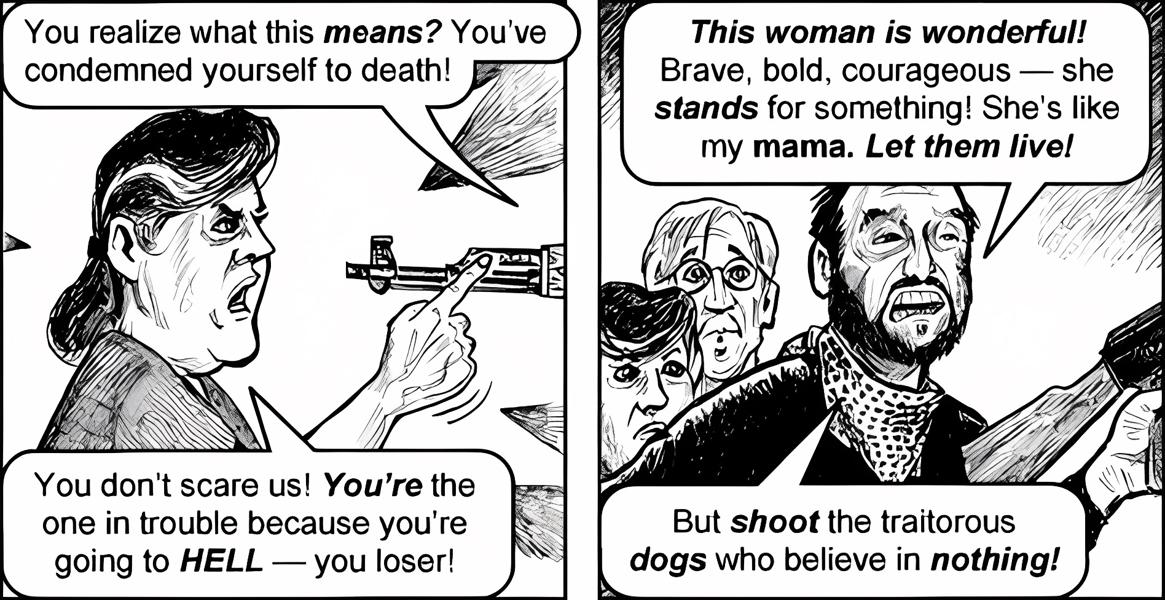 You realize what this means? You've
condemned yourself to death!
You don't scare us! You're the
one in trouble because you're
going to HELL — you loser!
This woman is wonderful!
Brave, bold, courageous — she
stands for something! She's like
my mama. Let them live!
But shoot the traitorous
dogs who believe in nothing!